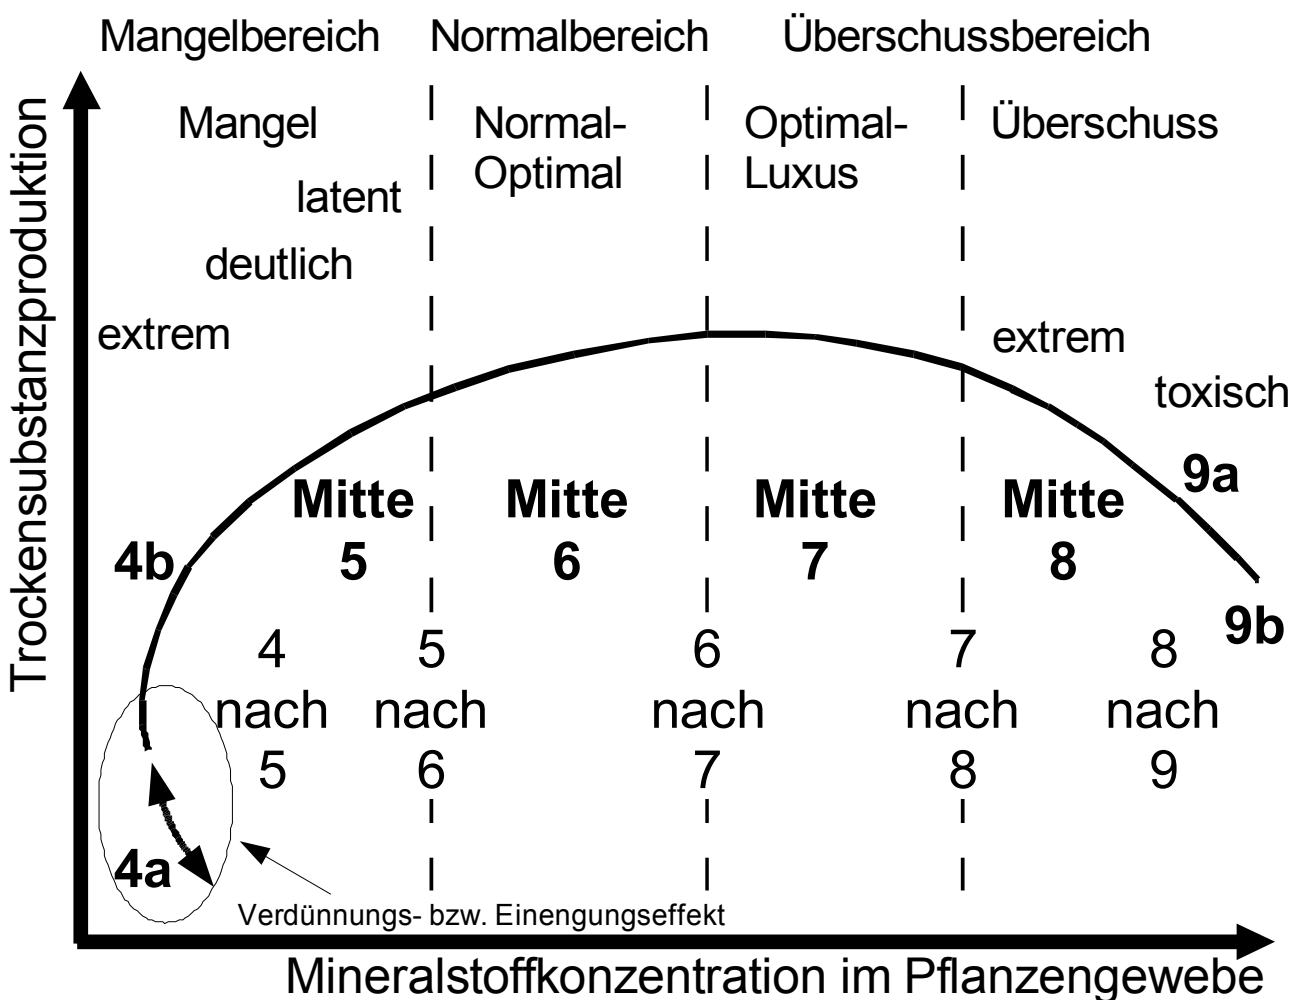 Mangelbereich Normalbereich Überschussbereich
Mangel
Normal-
Optimal
Optimal-
Luxus
Überschuss
latent
deutlich
extrem
extrem
toxisch
Trockensubstanzproduktion
9a
Mitte
5
Mitte
6
Mitte
7
Mitte
8
4b
9b
4
nach
5
5
nach
6
6
nach
7
7
nach
8
8
nach
9
4a
Verdünnungs- bzw. Einengungseffekt
Mineralstoffkonzentration im Pflanzengewebe